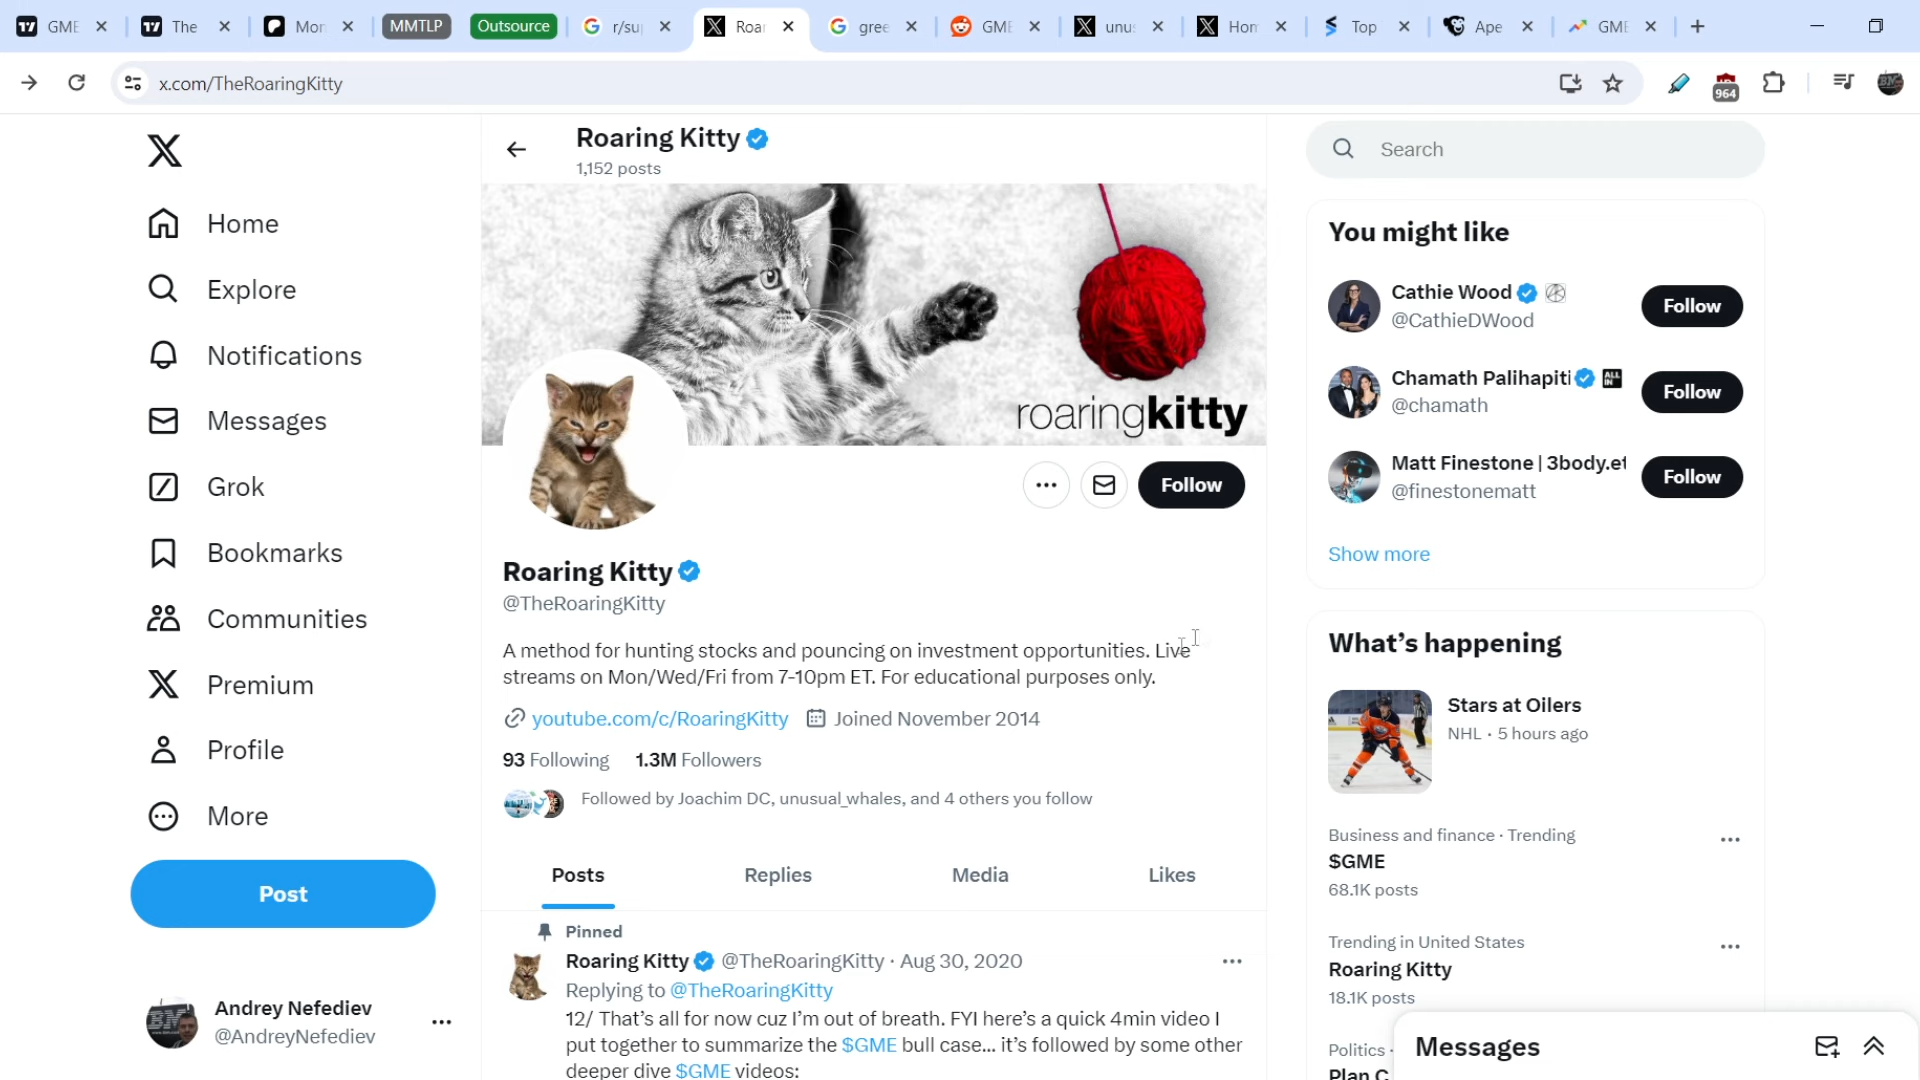 GME
The
Mon
MMTLP
Outsource
r/su
Roar
gree
GME
unus
Hom
Top
Ape
GME
x.com/TheRoaringKitty
964
Home
Explore
Notifications
Messages
Grok
Bookmarks
Communities
Premium
Profile
More
Post
Andrey Nefediev
@AndreyNefediev
Roaring Kitty
1,152 posts
roaringkitty
Follow
Roaring Kitty
@TheRoaringKitty
A method for hunting stocks and pouncing on investment opportunities. Live
streams on Mon/Wed/Fri from 7-10pm ET. For educational purposes only.
youtube.com/c/RoaringKitty Joined November 2014
93 Following 1.3M Followers
Followed by Joachim DC, unusual_whales, and 4 others you follow
Posts Replies Media Likes
Pinned
Roaring Kitty @TheRoaringKitty · Aug 30, 2020
Replying to @TheRoaringKitty
12/ That's all for now cuz I'm out of breath. FYI here's a quick 4min video I
put together to summarize the $GME bull case... it's followed by some other
deeper dive $GME videos:
Search
You might like
Cathie Wood
@CathieDWood
Follow
Chamath Palihapiti
ALL IN
@chamath
Follow
Matt Finestone | 3body.et
@finestonematt
Follow
Show more
What's happening
Stars at Oilers
NHL · 5 hours ago
Business and finance · Trending
$GME
68.1K posts
Trending in United States
Roaring Kitty
18.1K posts
Politics ·
Plan C
Messages